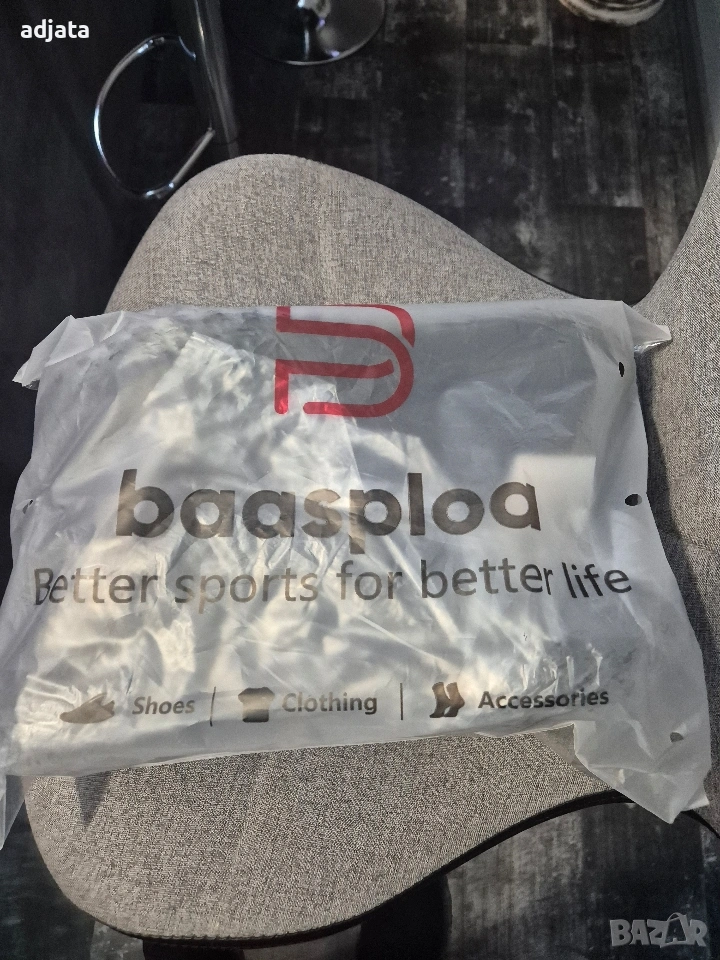 adjata
baasploa
Better sports for better life
Shoes | Clothing | Accessories
BAZAR